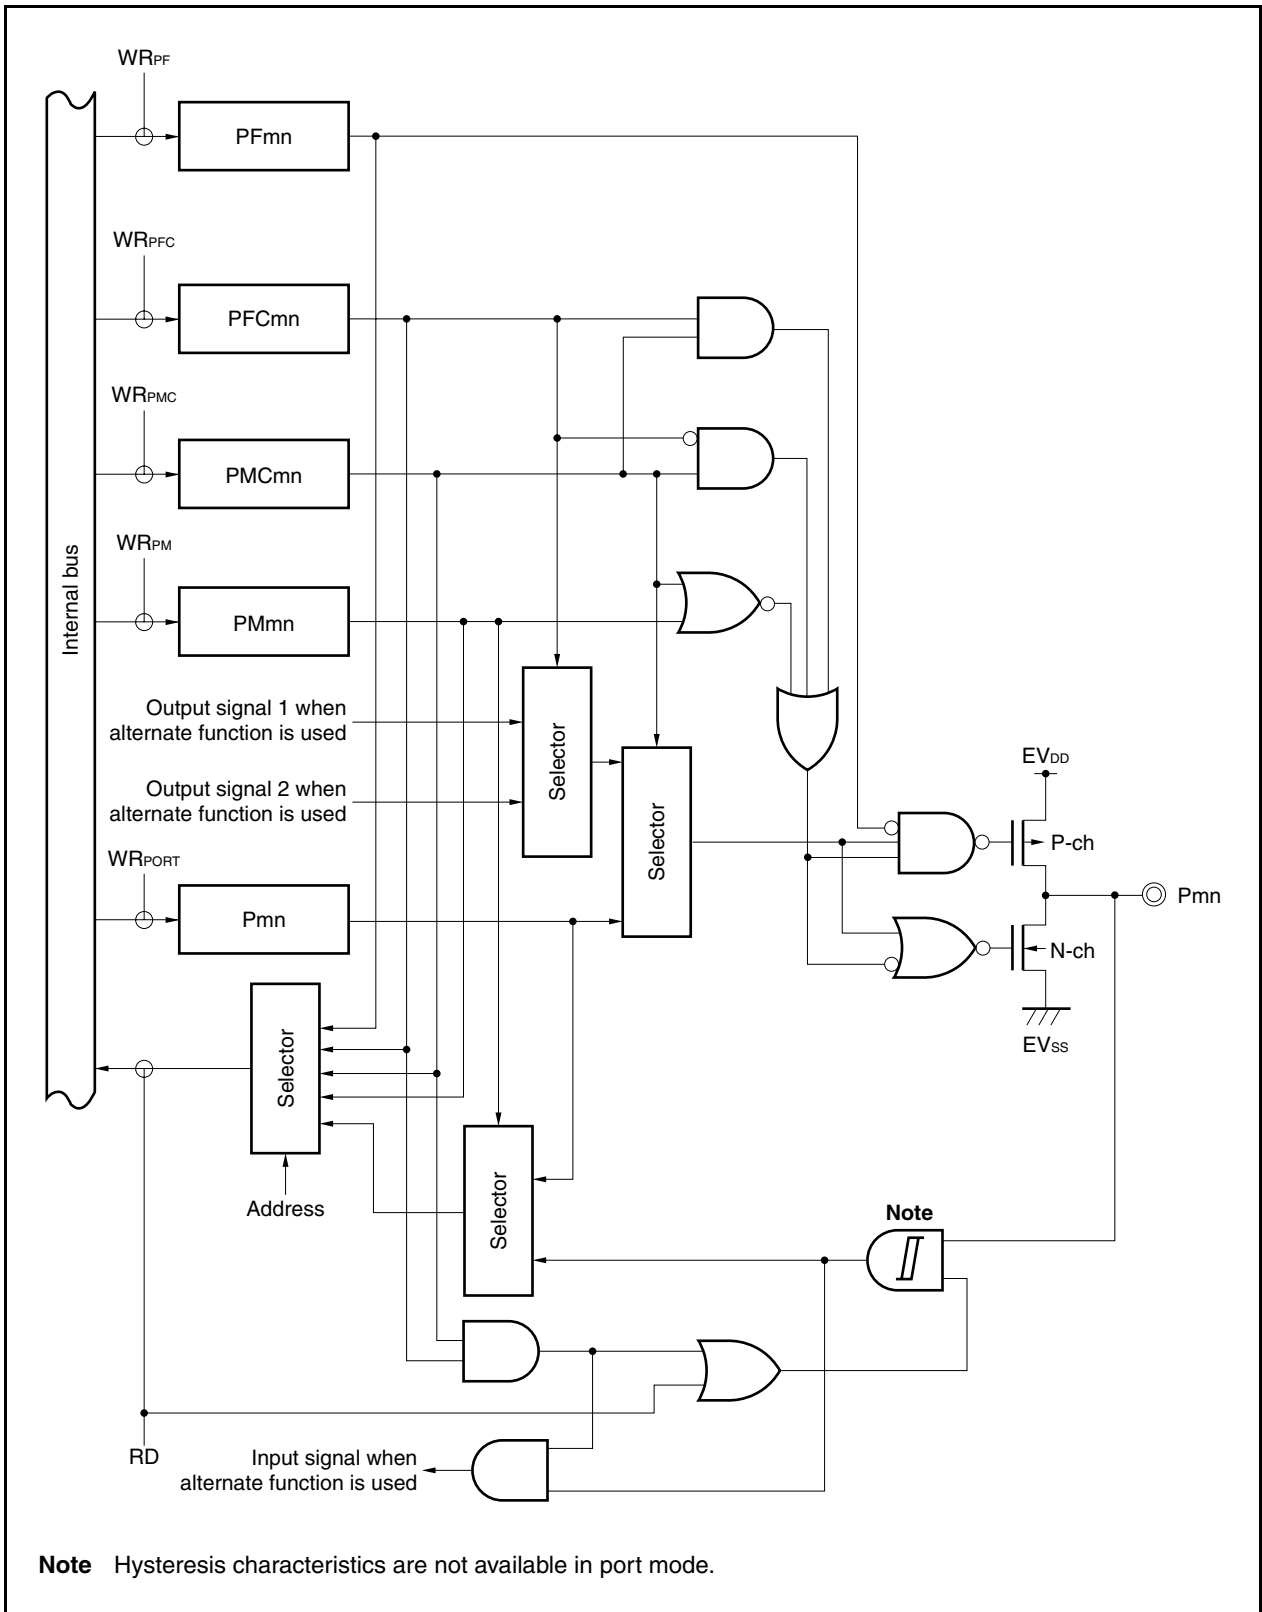 WRPF
PFmn
WRPFC
PFCmn
WRPMC
PMCmn
WRPM
PMmn
Internal bus
Output signal 1 when
alternate function is used
Output signal 2 when
alternate function is used
Selector
Selector
WRPORT
Pmn
EVDD
P-ch
Pmn
N-ch
EVSS
Selector
Address
Selector
Note
RD
Input signal when
alternate function is used
Note Hysteresis characteristics are not available in port mode.